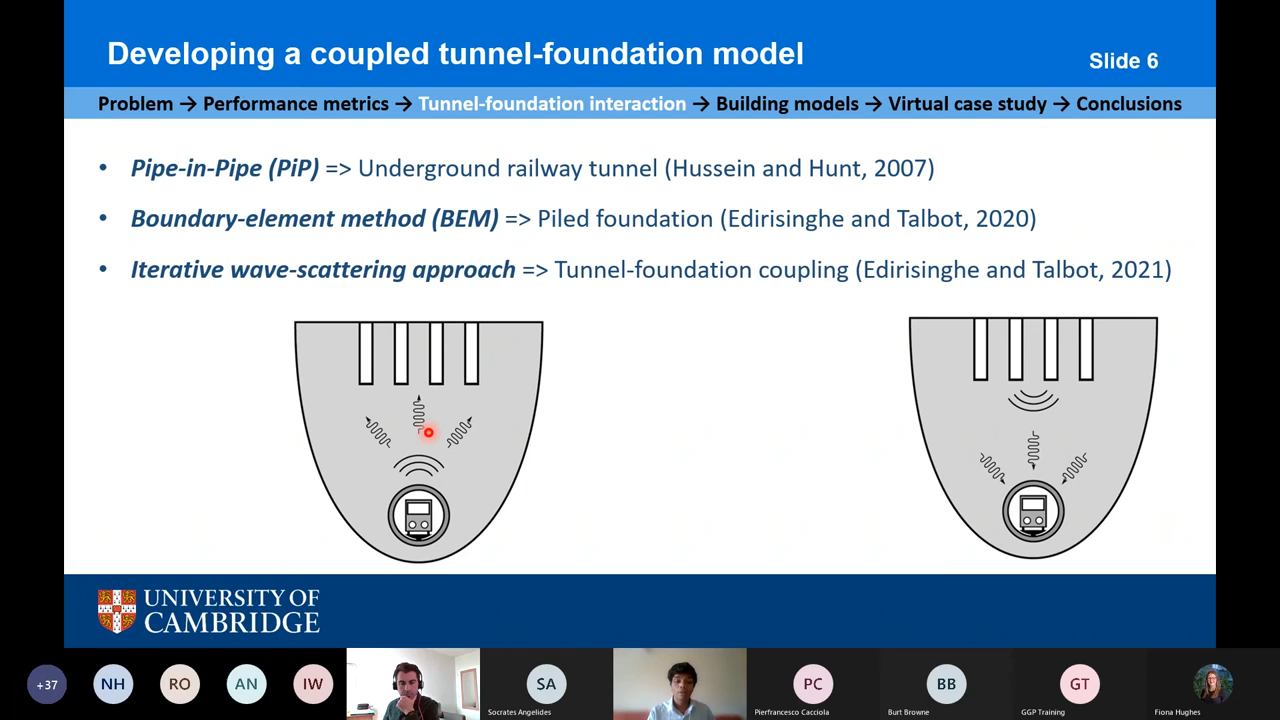 Developing a coupled tunnel-foundation model
Slide 6
Problem → Performance metrics → Tunnel-foundation interaction → Building models → Virtual case study → Conclusions
• Pipe-in-Pipe (PiP) => Underground railway tunnel (Hussein and Hunt, 2007)
• Boundary-element method (BEM) => Piled foundation (Edirisinghe and Talbot, 2020)
• Iterative wave-scattering approach => Tunnel-foundation coupling (Edirisinghe and Talbot, 2021)
UNIVERSITY OF
CAMBRIDGE
+37
NH
RO
AN
IW
SA
PC
BB
GT
Socrates Angelides
Pierfrancesco Cacciola
Burt Browne
GGP Training
Fiona Hughes